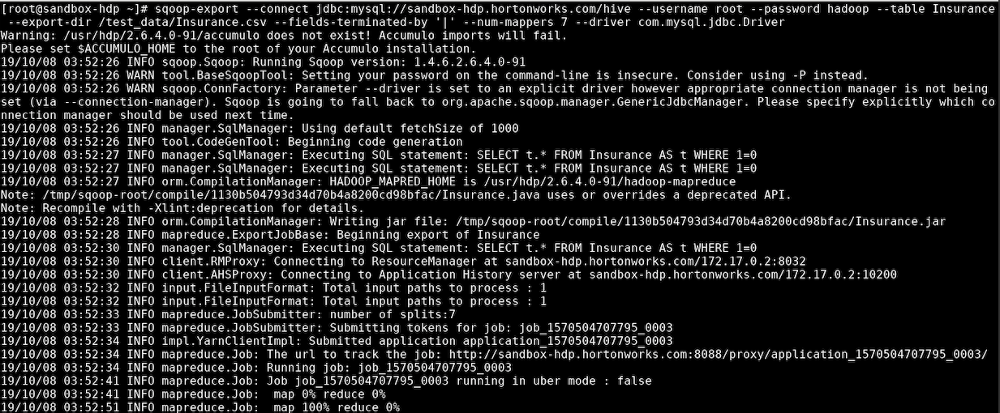 [root@sandbox-hdp ~]# sqoop-export --connect jdbc:mysql://sandbox-hdp.hortonworks.com/hive --username root --password hadoop --table Insurance
 --export-dir /test_data/Insurance.csv --fields-terminated-by '|' --num-mappers 7 --driver com.mysql.jdbc.Driver
Warning: /usr/hdp/2.6.4.0-91/accumulo does not exist! Accumulo imports will fail.
Please set $ACCUMULO_HOME to the root of your Accumulo installation.
19/10/08 03:52:26 INFO sqoop.Sqoop: Running Sqoop version: 1.4.6.2.6.4.0-91
19/10/08 03:52:26 WARN tool.BaseSqoopTool: Setting your password on the command-line is insecure. Consider using -P instead.
19/10/08 03:52:26 WARN sqoop.ConnFactory: Parameter --driver is set to an explicit driver however appropriate connection manager is not being
set (via --connection-manager). Sqoop is going to fall back to org.apache.sqoop.manager.GenericJdbcManager. Please specify explicitly which co
nnection manager should be used next time.
19/10/08 03:52:26 INFO manager.SqlManager: Using default fetchSize of 1000
19/10/08 03:52:26 INFO tool.CodeGenTool: Beginning code generation
19/10/08 03:52:27 INFO manager.SqlManager: Executing SQL statement: SELECT t.* FROM Insurance AS t WHERE 1=0
19/10/08 03:52:27 INFO manager.SqlManager: Executing SQL statement: SELECT t.* FROM Insurance AS t WHERE 1=0
19/10/08 03:52:27 INFO orm.CompilationManager: HADOOP_MAPRED_HOME is /usr/hdp/2.6.4.0-91/hadoop-mapreduce
Note: /tmp/sqoop-root/compile/1130b504793d34d70b4a8200cd98bfac/Insurance.java uses or overrides a deprecated API.
Note: Recompile with -Xlint:deprecation for details.
19/10/08 03:52:28 INFO orm.CompilationManager: Writing jar file: /tmp/sqoop-root/compile/1130b504793d34d70b4a8200cd98bfac/Insurance.jar
19/10/08 03:52:28 INFO mapreduce.ExportJobBase: Beginning export of Insurance
19/10/08 03:52:30 INFO manager.SqlManager: Executing SQL statement: SELECT t.* FROM Insurance AS t WHERE 1=0
19/10/08 03:52:30 INFO client.RMProxy: Connecting to ResourceManager at sandbox-hdp.hortonworks.com/172.17.0.2:8032
19/10/08 03:52:30 INFO client.AHSProxy: Connecting to Application History server at sandbox-hdp.hortonworks.com/172.17.0.2:10200
19/10/08 03:52:32 INFO input.FileInputFormat: Total input paths to process : 1
19/10/08 03:52:32 INFO input.FileInputFormat: Total input paths to process : 1
19/10/08 03:52:33 INFO mapreduce.JobSubmitter: number of splits:7
19/10/08 03:52:33 INFO mapreduce.JobSubmitter: Submitting tokens for job: job_1570504707795_0003
19/10/08 03:52:34 INFO impl.YarnClientImpl: Submitted application application_1570504707795_0003
19/10/08 03:52:34 INFO mapreduce.Job: The url to track the job: http://sandbox-hdp.hortonworks.com:8088/proxy/application_1570504707795_0003/
19/10/08 03:52:34 INFO mapreduce.Job: Running job: job_1570504707795_0003
19/10/08 03:52:41 INFO mapreduce.Job: Job job_1570504707795_0003 running in uber mode : false
19/10/08 03:52:41 INFO mapreduce.Job:  map 0% reduce 0%
19/10/08 03:52:51 INFO mapreduce.Job:  map 100% reduce 0%